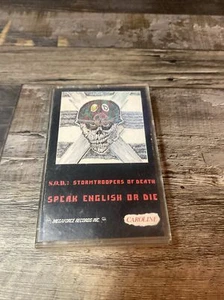 S.O.D.: STORMTROOPERS OF DEATH
SPEAK ENGLISH OR DIE
MEGAFORCE RECORDS INC.
CAROLINE